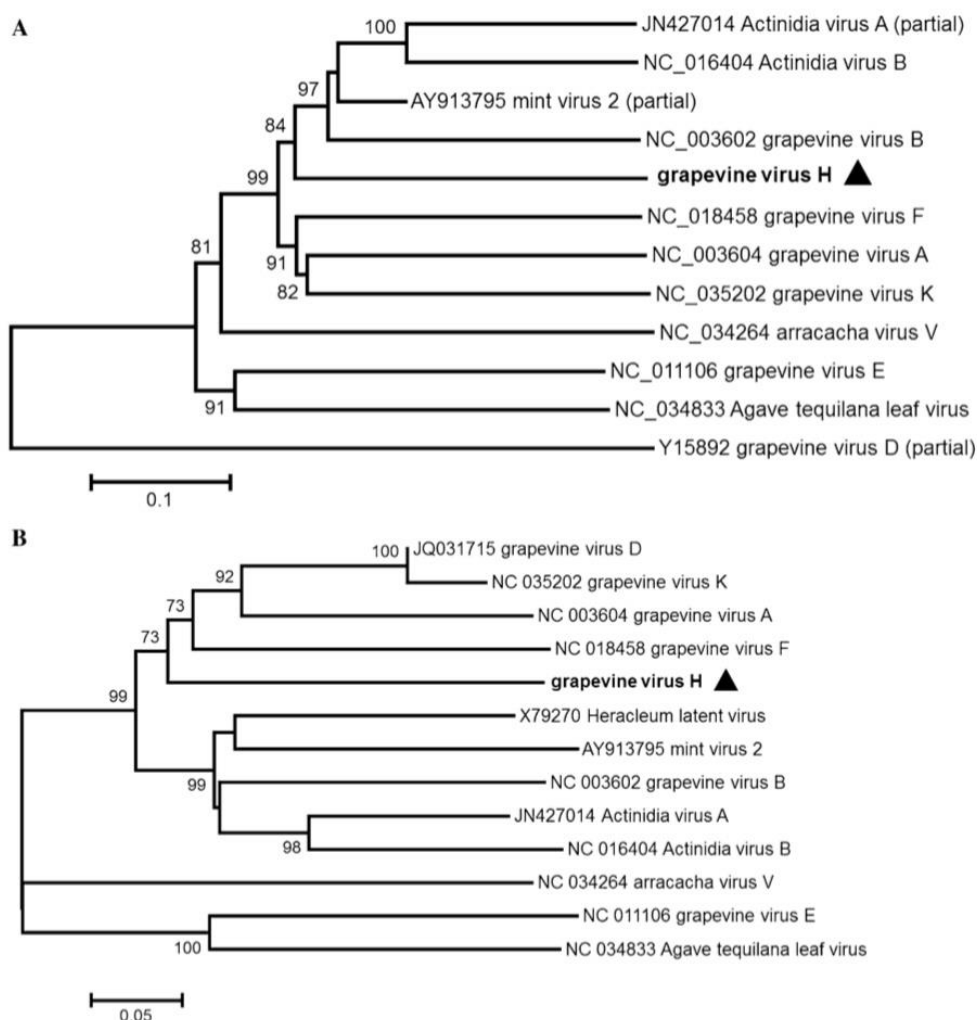 A
100
JN427014 Actinidia virus A (partial)
NC_016404 Actinidia virus B
97
AY913795 mint virus 2 (partial)
84
NC_003602 grapevine virus B
99
grapevine virus H
NC_018458 grapevine virus F
81
91
NC_003604 grapevine virus A
82
NC_035202 grapevine virus K
NC_034264 arracacha virus V
NC_011106 grapevine virus E
91
NC_034833 Agave tequilana leaf virus
Y15892 grapevine virus D (partial)
0.1
B
100
JQ031715 grapevine virus D
92
NC 035202 grapevine virus K
73
NC 003604 grapevine virus A
73
NC 018458 grapevine virus F
grapevine virus H
99
X79270 Heracleum latent virus
AY913795 mint virus 2
99
NC 003602 grapevine virus B
JN427014 Actinidia virus A
98
NC 016404 Actinidia virus B
NC 034264 arracacha virus V
NC 011106 grapevine virus E
100
NC 034833 Agave tequilana leaf virus
0.05